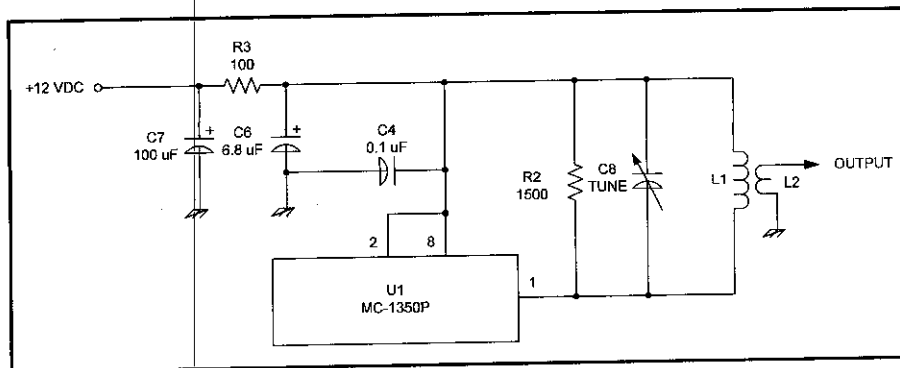 R3
100
+12 VDC
C7
100 uF
C6
6.8 uF
C4
0.1 uF
R2
1500
C8
TUNE
L1
L2
OUTPUT
2
8
1
U1
MC-1350P